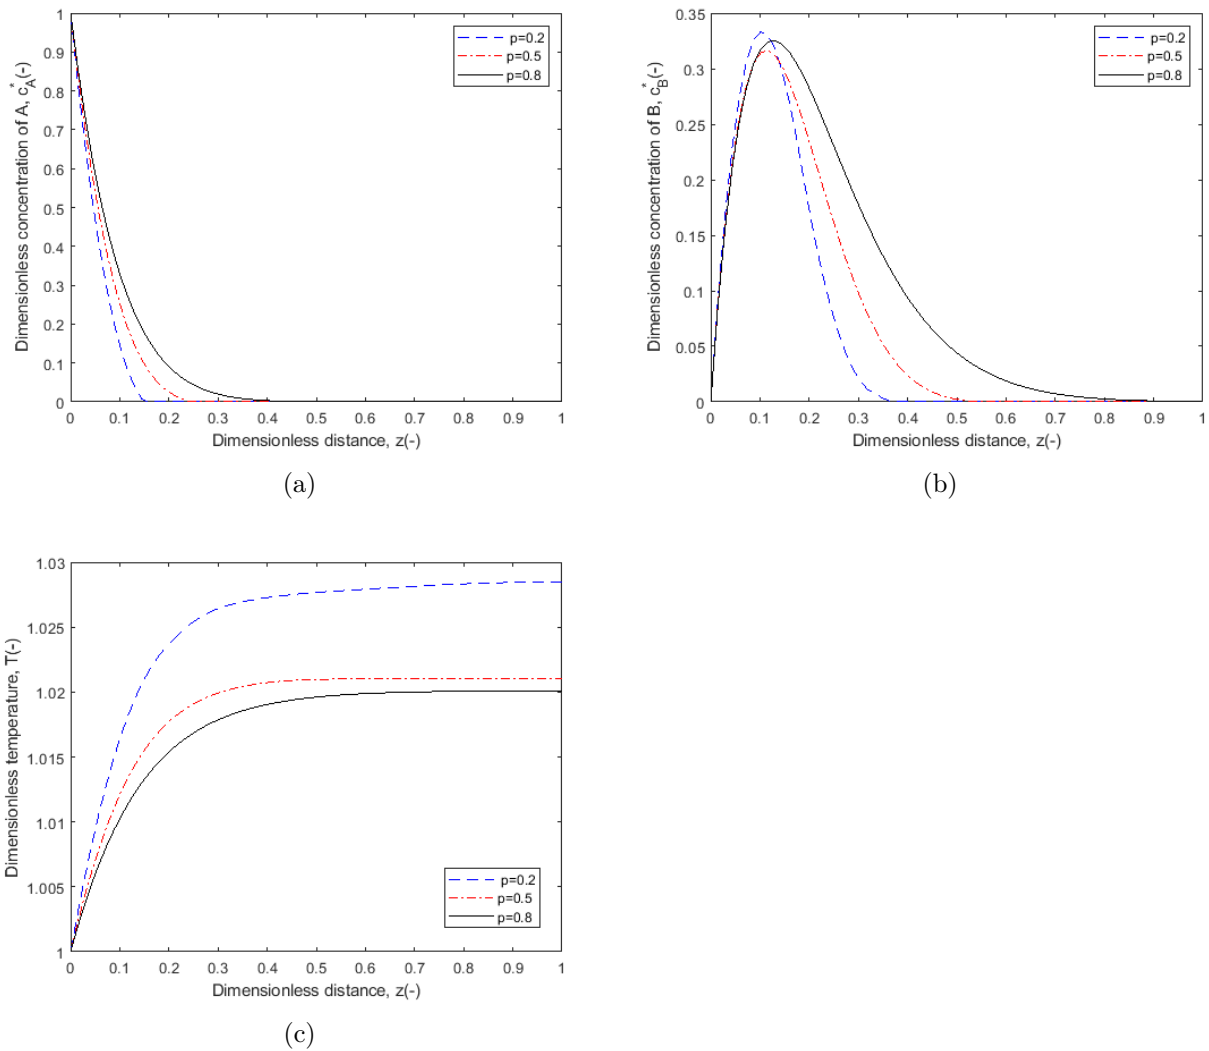 Dimensionless concentration of A, c*A(-)
1
0.9
0.8
0.7
0.6
0.5
0.4
0.3
0.2
0.1
0
p=0.2
p=0.5
p=0.8
0 0.1 0.2 0.3 0.4 0.5 0.6 0.7 0.8 0.9 1
Dimensionless distance, z(-)
(a)
Dimensionless concentration of B, c*B(-)
0.35
0.3
0.25
0.2
0.15
0.1
0.05
0
p=0.2
p=0.5
p=0.8
0 0.1 0.2 0.3 0.4 0.5 0.6 0.7 0.8 0.9 1
Dimensionless distance, z(-)
(b)
Dimensionless temperature, T(-)
1.03
1.025
1.02
1.015
1.01
1.005
1
p=0.2
p=0.5
p=0.8
0 0.1 0.2 0.3 0.4 0.5 0.6 0.7 0.8 0.9 1
Dimensionless distance, z(-)
(c)